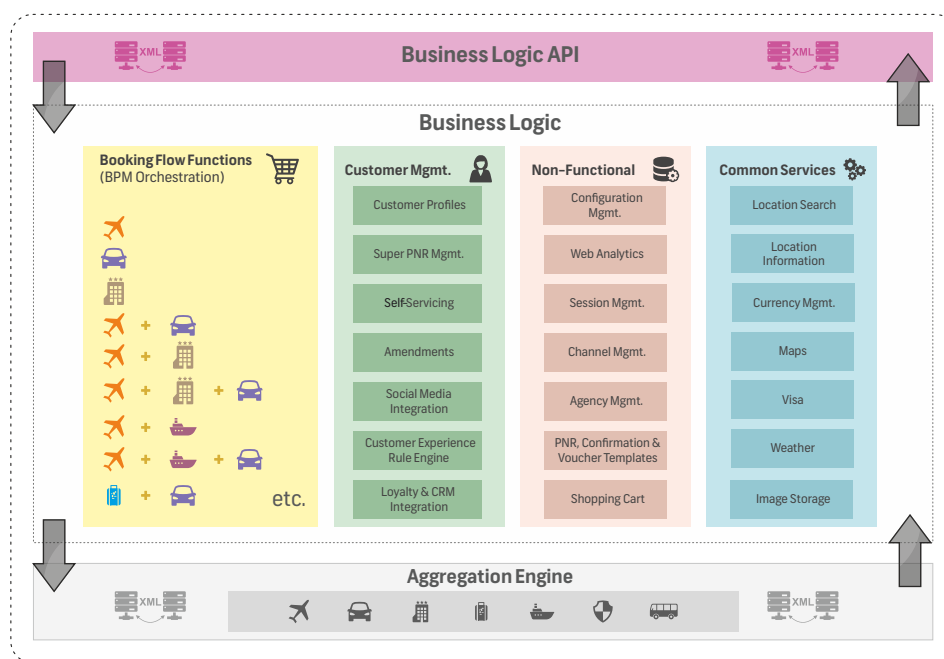 XML
Business Logic API
XML
Business Logic
Booking Flow Functions
(BPM Orchestration)
+
+
+ +
+
+ +
+
etc.
Customer Mgmt.
Customer Profiles
Super PNR Mgmt.
Self-Servicing
Amendments
Social Media
Integration
Customer Experience
Rule Engine
Loyalty & CRM
Integration
Non-Functional
Configuration
Mgmt.
Web Analytics
Session Mgmt.
Channel Mgmt.
Agency Mgmt.
PNR, Confirmation &
Voucher Templates
Shopping Cart
Common Services
Location Search
Location
Information
Currency Mgmt.
Maps
Visa
Weather
Image Storage
Aggregation Engine
XML
XML